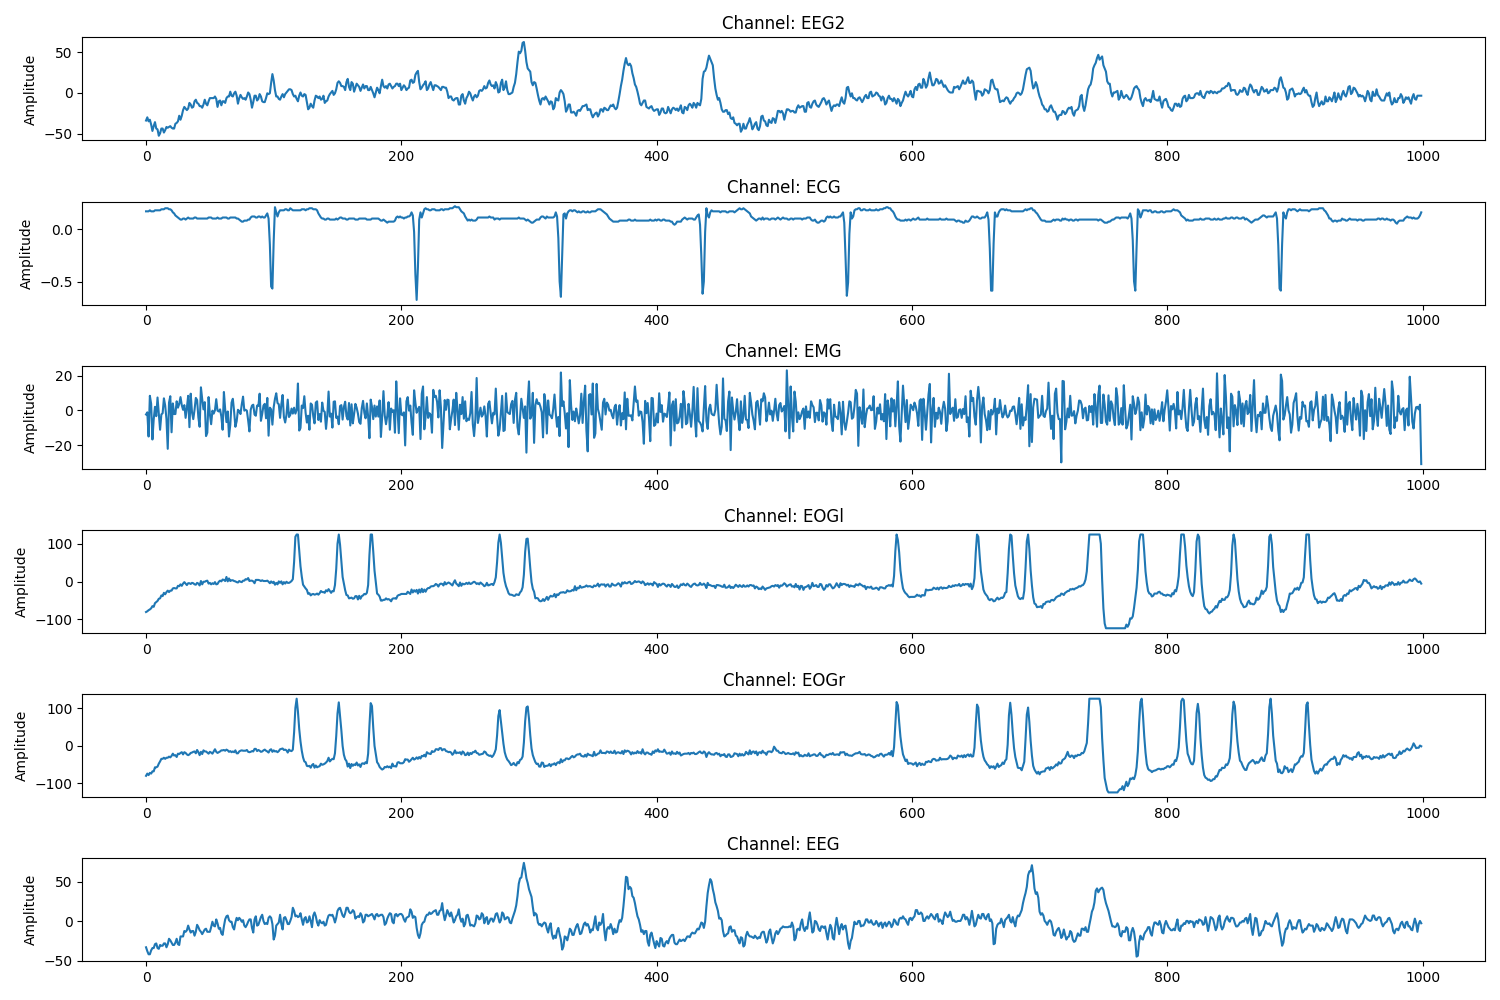 Channel: EEG2
Amplitude
50
0
−50
0 200 400 600 800 1000
Channel: ECG
Amplitude
0.0
−0.5
0 200 400 600 800 1000
Channel: EMG
Amplitude
20
0
−20
0 200 400 600 800 1000
Channel: EOGl
Amplitude
100
0
−100
0 200 400 600 800 1000
Channel: EOGr
Amplitude
100
0
−100
0 200 400 600 800 1000
Channel: EEG
Amplitude
50
0
−50
0 200 400 600 800 1000